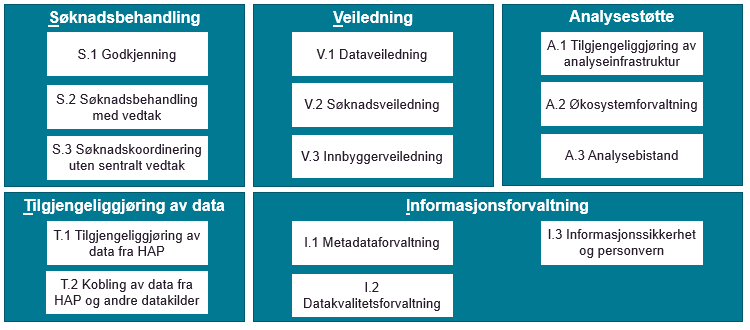 Søknadsbehandling
S.1 Godkjenning
S.2 Søknadsbehandling
med vedtak
S.3 Søknadskoordinering
uten sentralt vedtak
Veiledning
V.1 Dataveiledning
V.2 Søknadsveiledning
V.3 Innbyggerveiledning
Analysestøtte
A.1 Tilgjengeliggjøring av
analyseinfrastruktur
A.2 Økosystemforvaltning
A.3 Analysebistand
Tilgjengeliggjøring av data
T.1 Tilgjengeliggjøring av
data fra HAP
T.2 Kobling av data fra
HAP og andre datakilder
Informasjonsforvaltning
I.1 Metadataforvaltning
I.2
Datakvalitetsforvaltning
I.3 Informasjonssikkerhet
og personvern